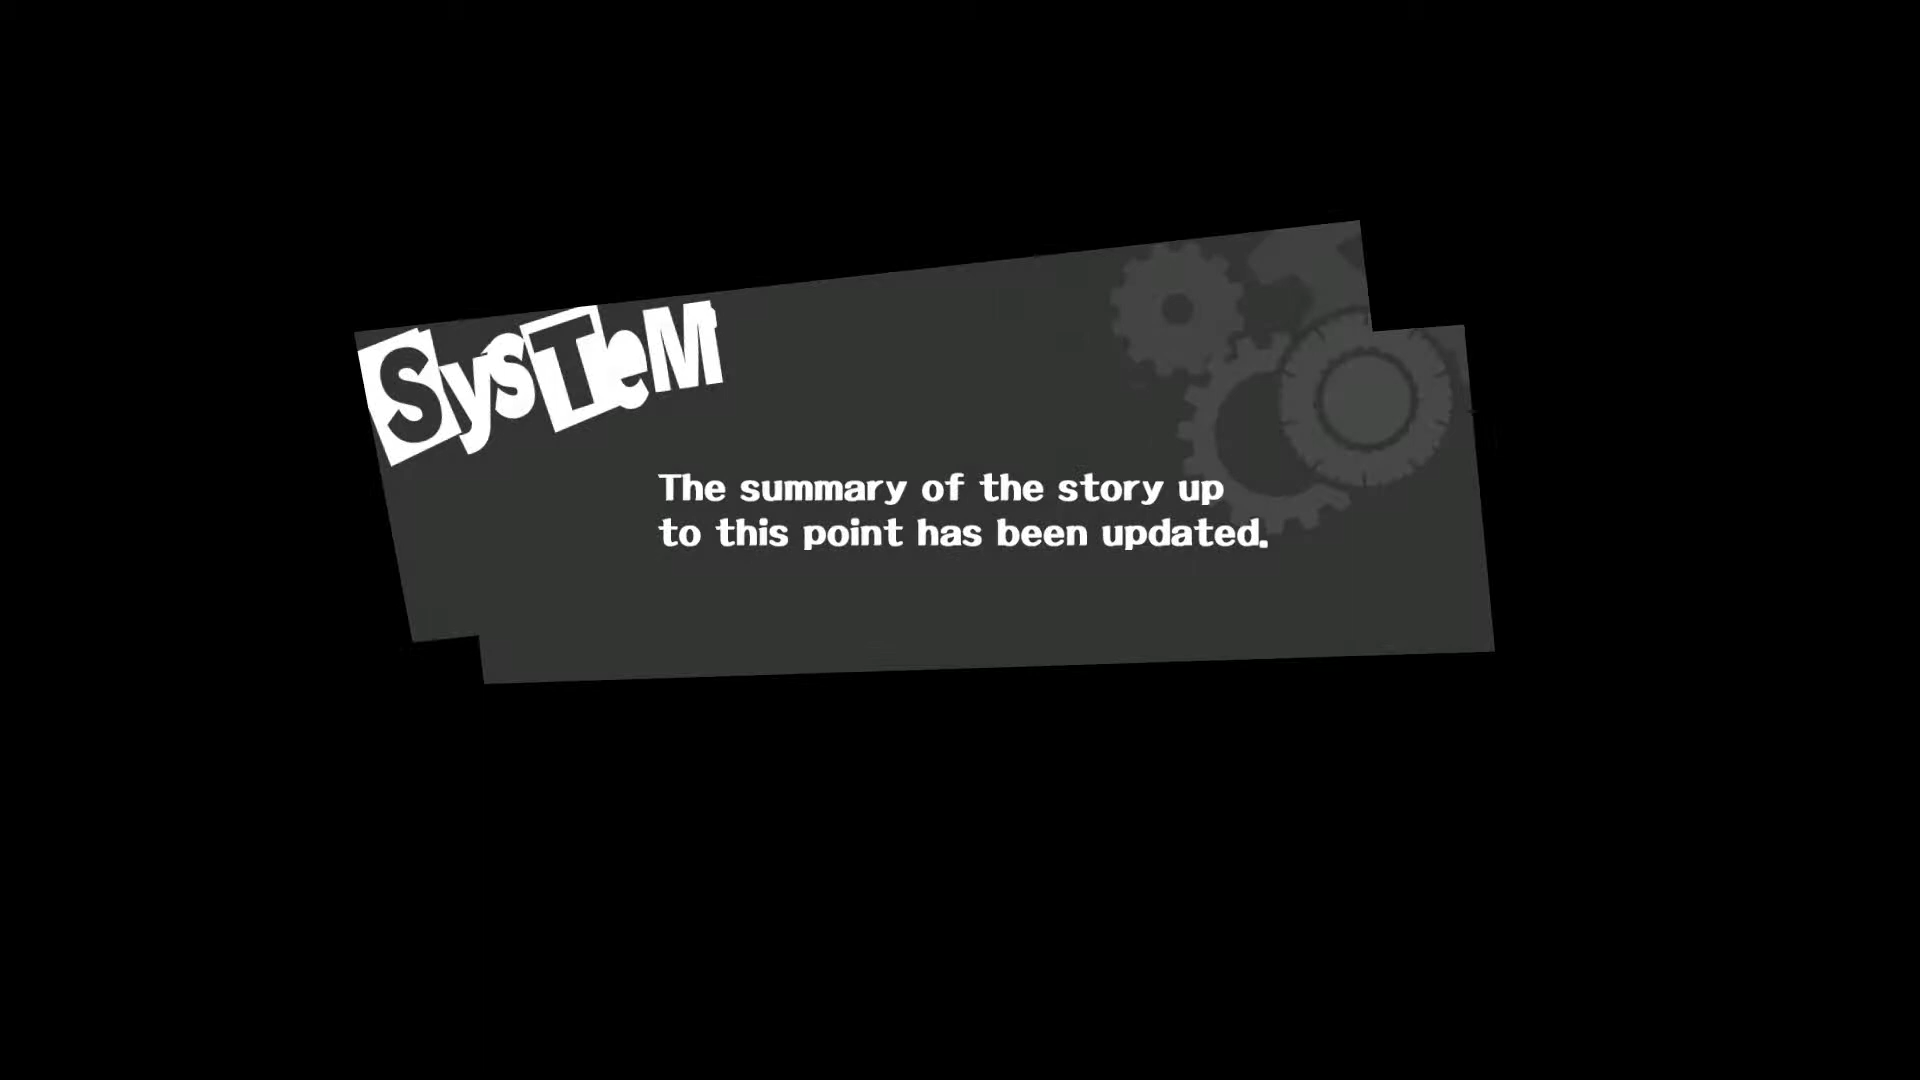 SysTeM
The summary of the story up
to this point has been updated.